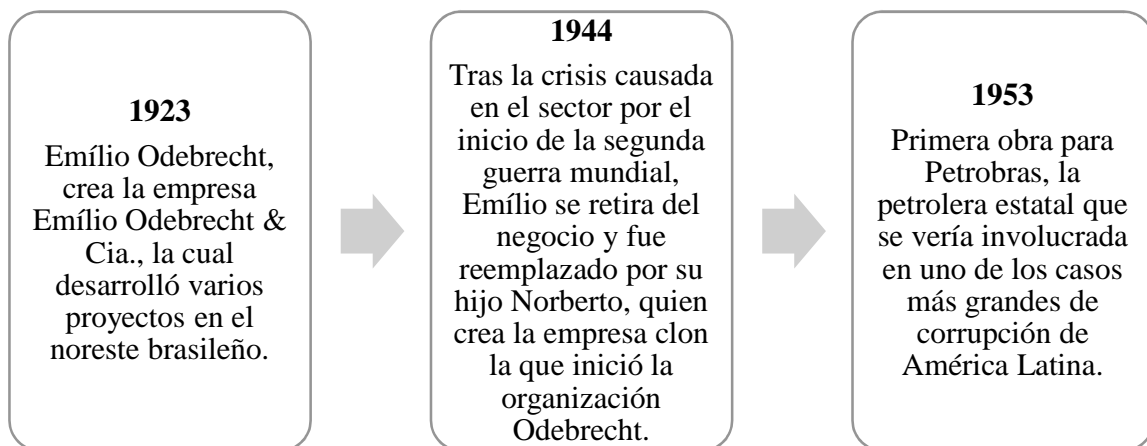 1923
Emílio Odebrecht,
crea la empresa
Emílio Odebrecht &
Cia., la cual
desarrolló varios
proyectos en el
noreste brasileño.
1944
Tras la crisis causada
en el sector por el
inicio de la segunda
guerra mundial,
Emílio se retira del
negocio y fue
reemplazado por su
hijo Norberto, quien
crea la empresa clon
la que inició la
organización
Odebrecht.
1953
Primera obra para
Petrobras, la
petrolera estatal que
se vería involucrada
en uno de los casos
más grandes de
corrupción de
América Latina.